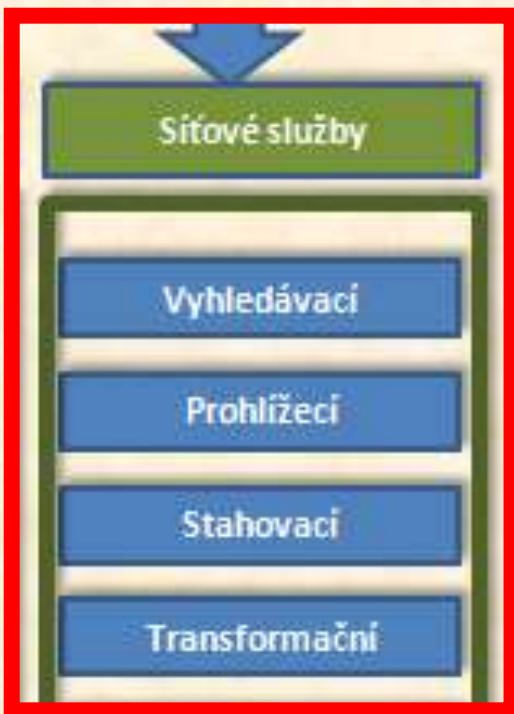 Síťové služby
Vyhledávací
Prohlížecí
Stahovací
Transformační